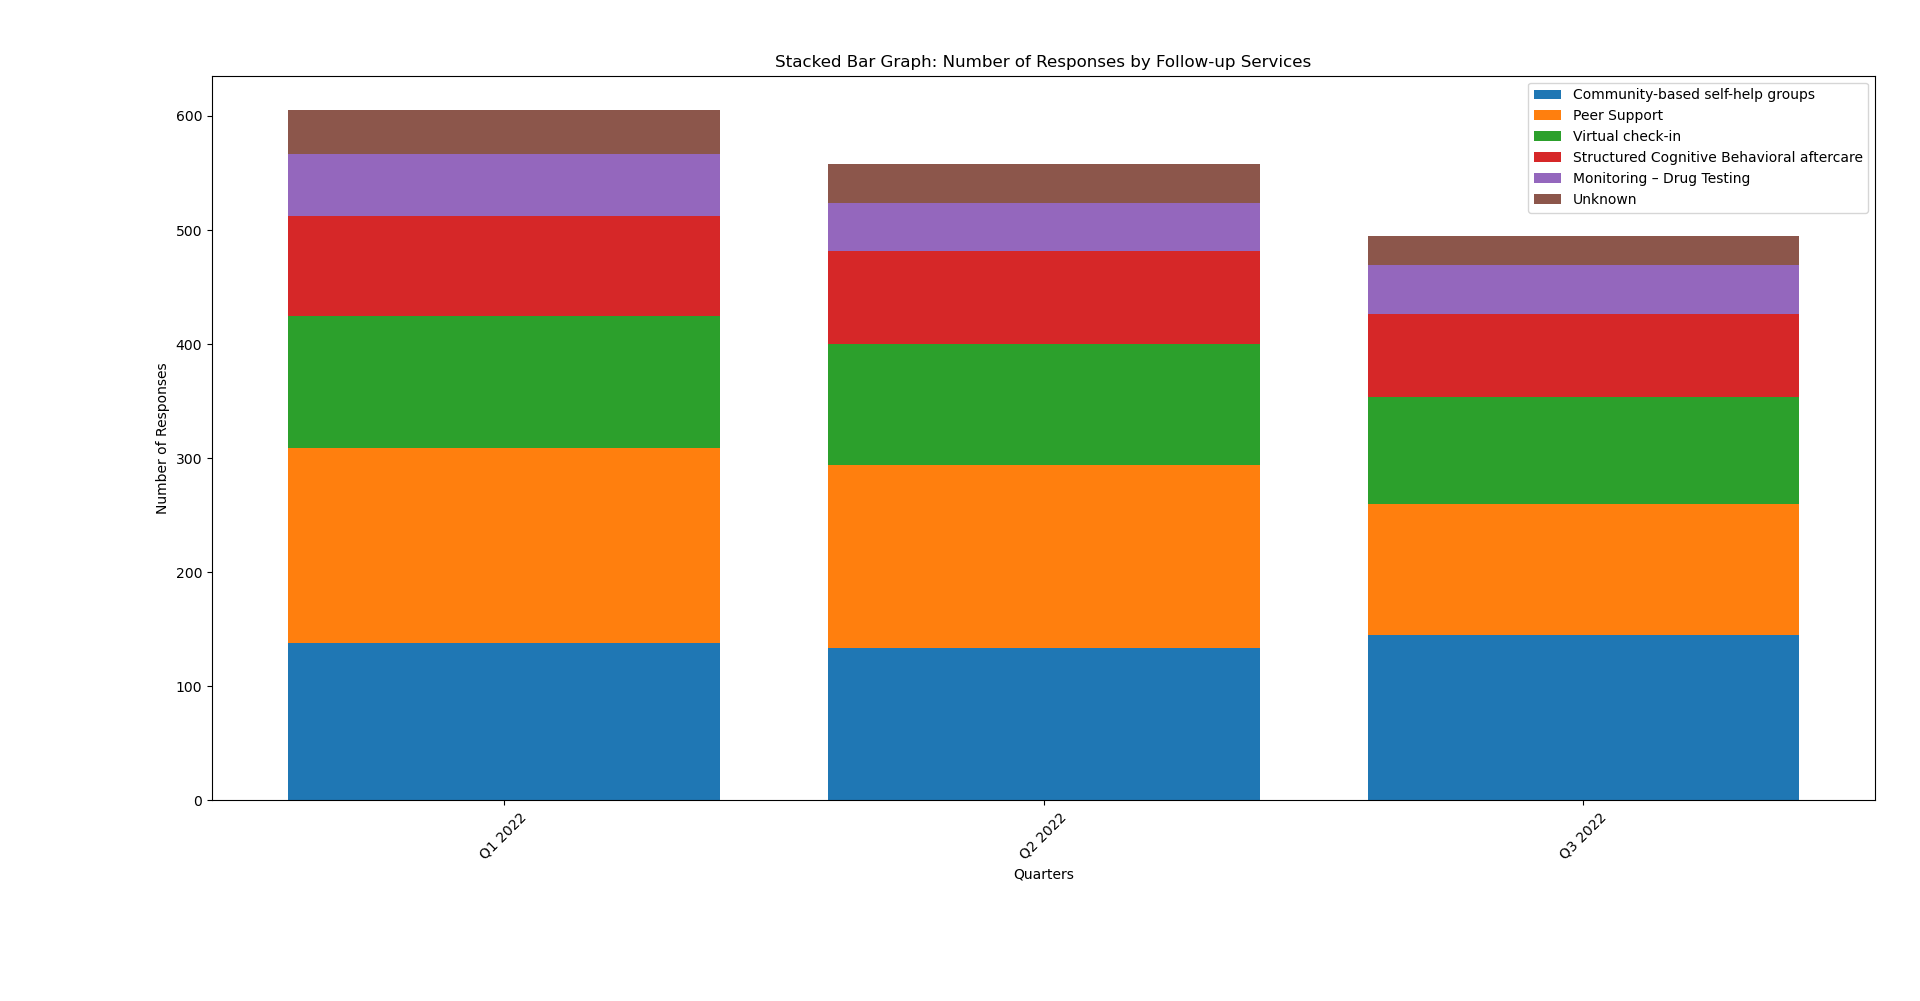 Stacked Bar Graph: Number of Responses by Follow-up Services
Community-based self-help groups
Peer Support
Virtual check-in
Structured Cognitive Behavioral aftercare
Monitoring – Drug Testing
Unknown
Number of Responses
600
500
400
300
200
100
0
Q1 2022
Q2 2022
Q3 2022
Quarters